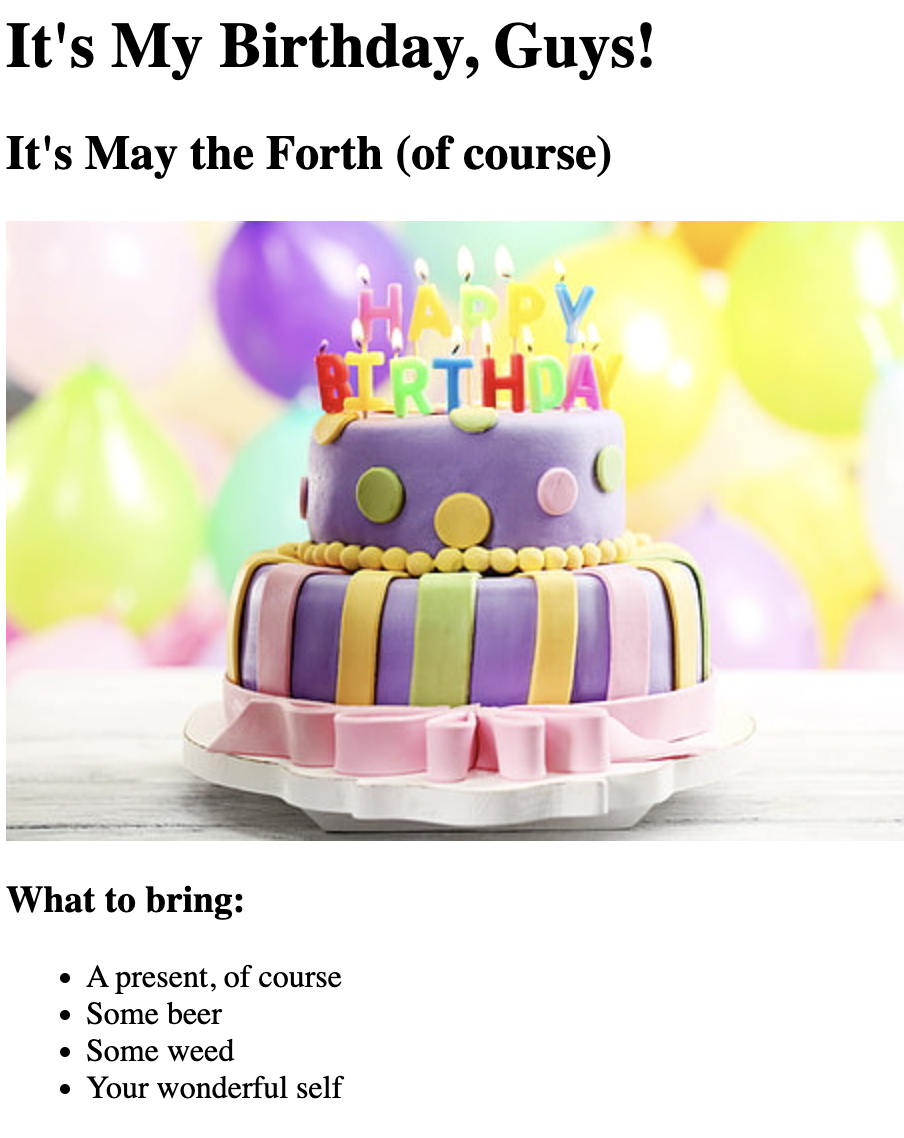 It's My Birthday, Guys!
It's May the Forth (of course)
HAPPY
BIRTHDAY
What to bring:
A present, of course
Some beer
Some weed
Your wonderful self